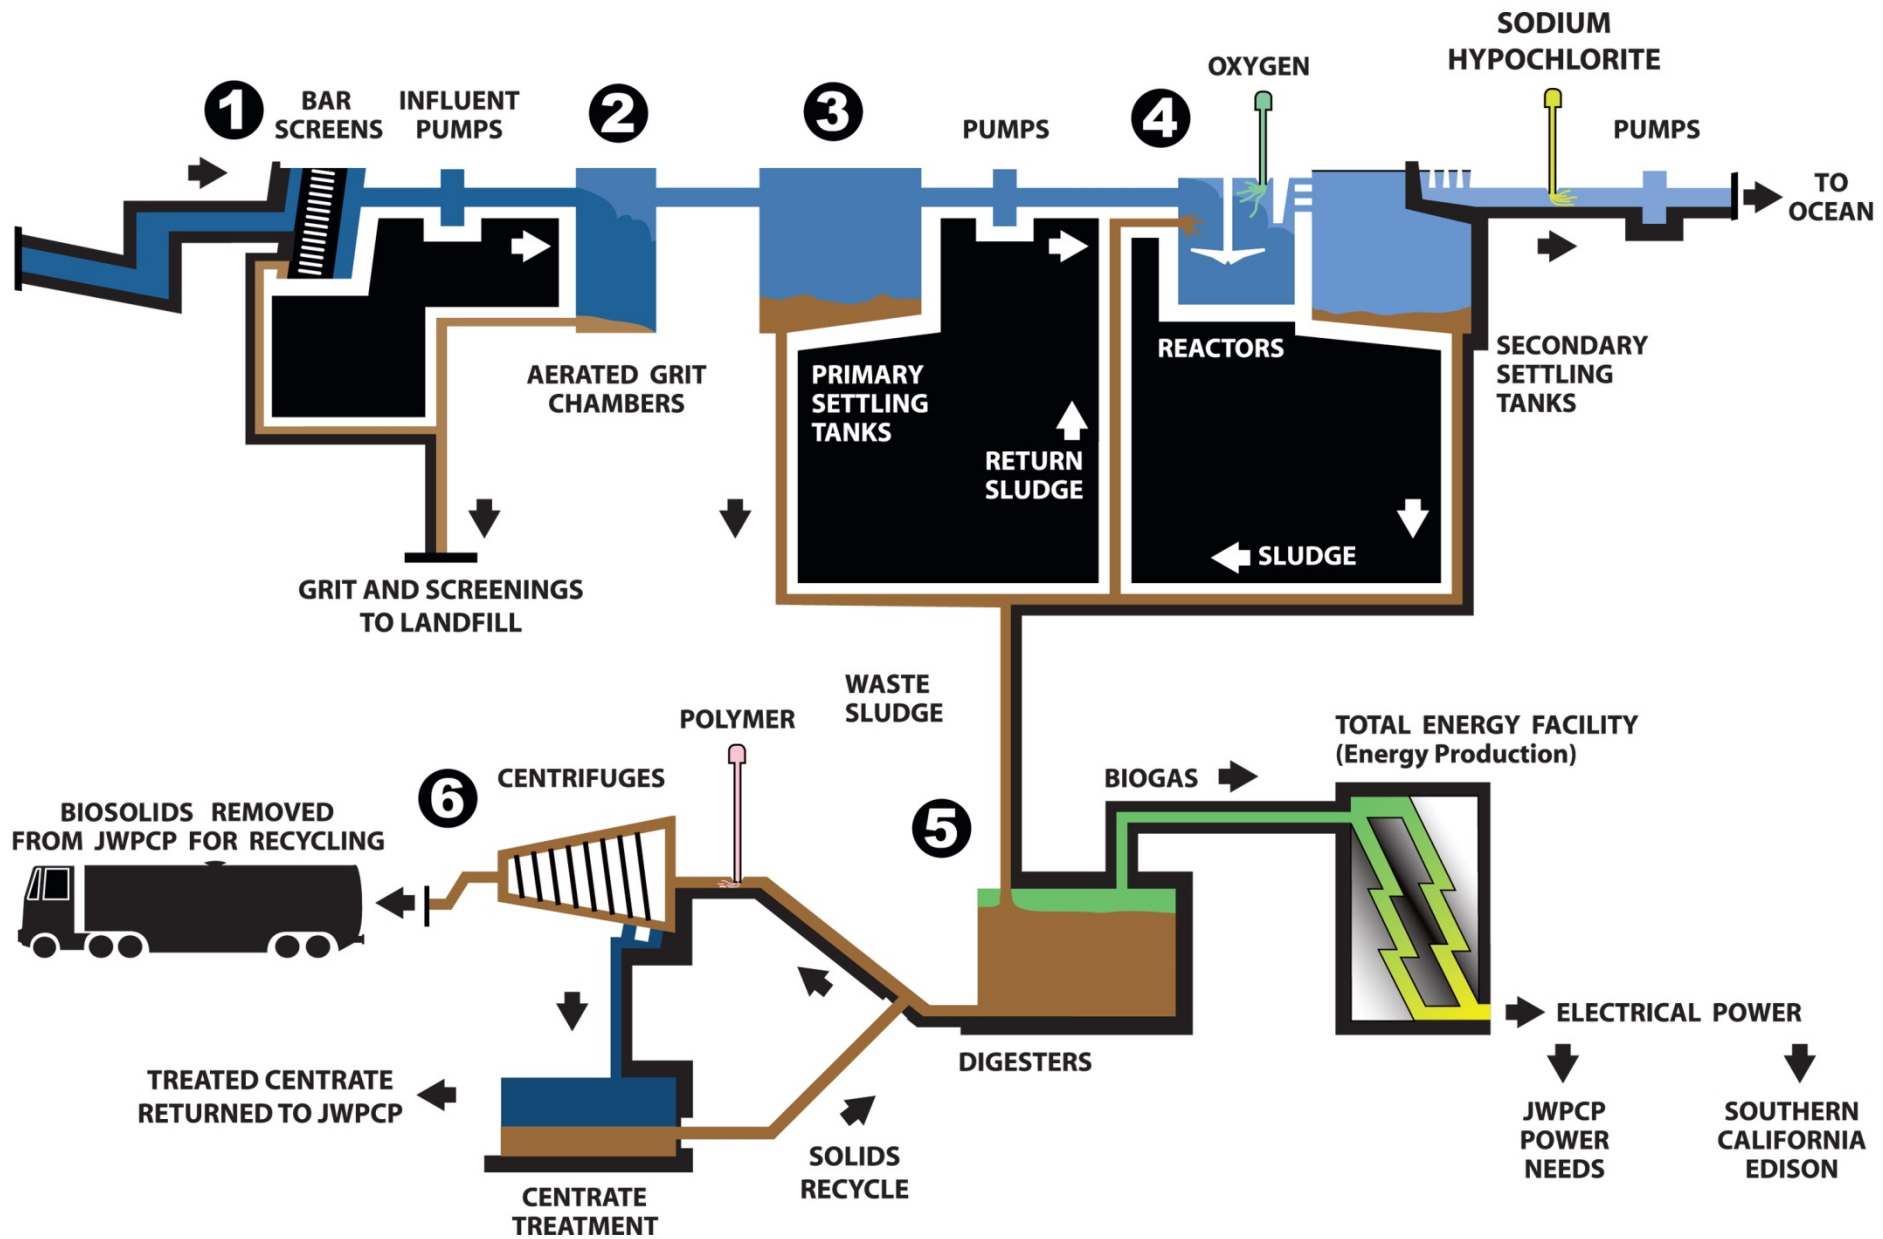 SODIUM
HYPOCHLORITE
OXYGEN
1
BAR
SCREENS
INFLUENT
PUMPS
2
3
PUMPS
4
PUMPS
TO
OCEAN
AERATED GRIT
CHAMBERS
PRIMARY
SETTLING
TANKS
REACTORS
SECONDARY
SETTLING
TANKS
RETURN
SLUDGE
SLUDGE
GRIT AND SCREENINGS
TO LANDFILL
WASTE
SLUDGE
POLYMER
TOTAL ENERGY FACILITY
(Energy Production)
6
CENTRIFUGES
BIOGAS
5
BIOSOLIDS REMOVED
FROM JWPCP FOR RECYCLING
ELECTRICAL POWER
DIGESTERS
TREATED CENTRATE
RETURNED TO JWPCP
JWPCP
POWER
NEEDS
SOUTHERN
CALIFORNIA
EDISON
SOLIDS
RECYCLE
CENTRATE
TREATMENT